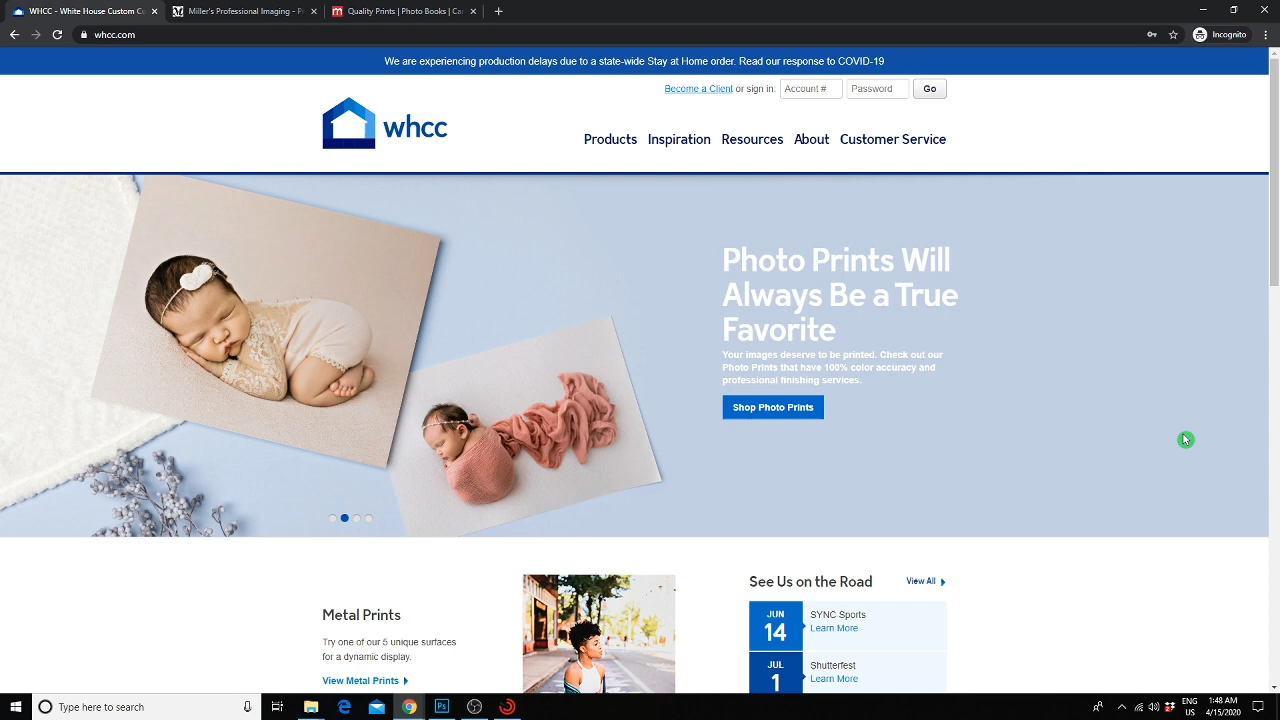 WHCC - White House Custom C
Miller's Professional Imaging - P
Quality Prints | Photo Books | Ca
whcc.com
Incognito
We are experiencing production delays due to a state-wide Stay at Home order. Read our response to COVID-19
Become a Client or sign in: Account # Password Go
whcc
Products Inspiration Resources About Customer Service
Photo Prints Will
Always Be a True
Favorite
Your images deserve to be printed. Check out our
Photo Prints that have 100% color accuracy and
professional finishing services.
Shop Photo Prints
Metal Prints
Try one of our 5 unique surfaces
for a dynamic display.
View Metal Prints
See Us on the Road
View All
JUN
14
SYNC Sports
Learn More
JUL
1
Shutterfest
Learn More
Type here to search
ENG
IS
1:48 AM
4/15/2020